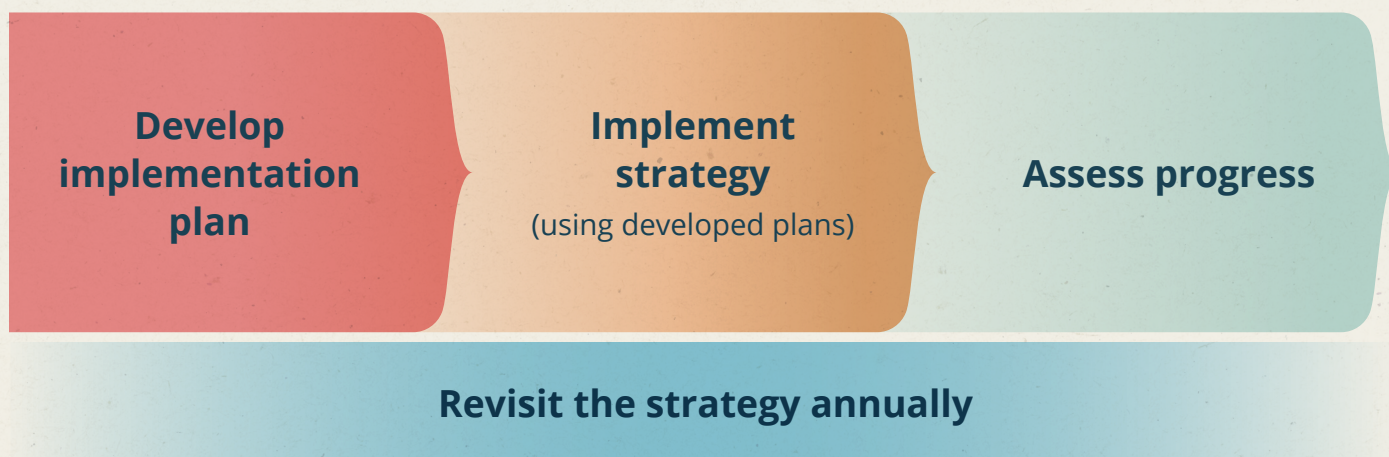 Develop
implementation
plan
Implement
strategy
(using developed plans)
Assess progress
Revisit the strategy annually